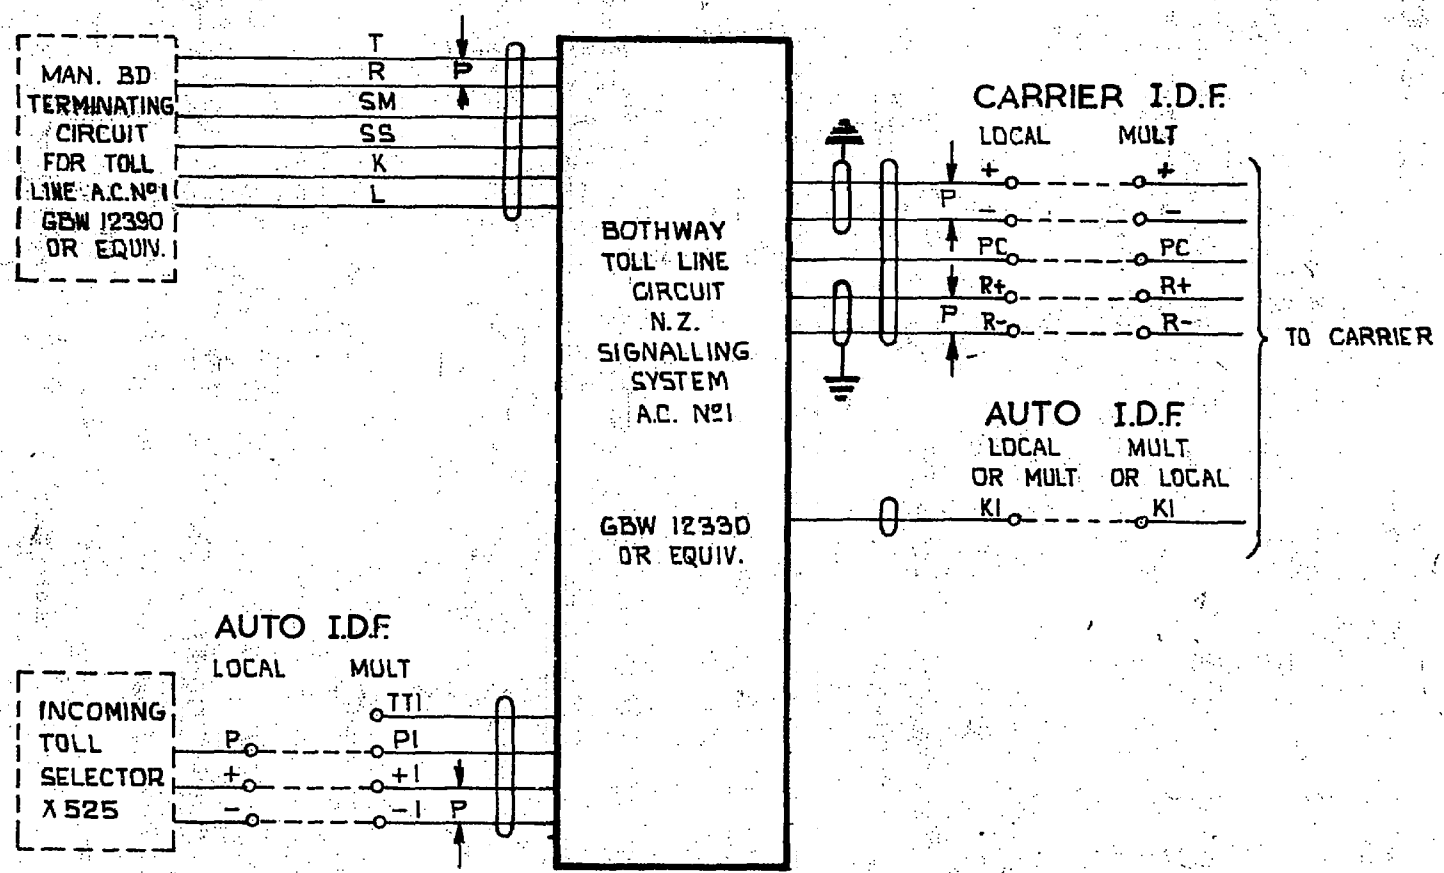 MAN. BD
TERMINATING
CIRCUIT
FOR TOLL
LINE A.C. Nº1
GBW 12390
OR EQUIV.
T
R
P
SM
SS
K
L
BOTHWAY
TOLL LINE
CIRCUIT
N.Z.
SIGNALLING
SYSTEM
A.C. Nº1
GBW 12330
OR EQUIV.
CARRIER I.D.F.
LOCAL MULT
+ +
P
- -
PC PC
R+ R+
P
R- R-
TO CARRIER
AUTO I.D.F.
LOCAL MULT
OR MULT OR LOCAL
K1 K1
AUTO I.D.F.
LOCAL MULT
INCOMING
TOLL
SELECTOR
X525
TT1
P P1
+ +1
- -1 P